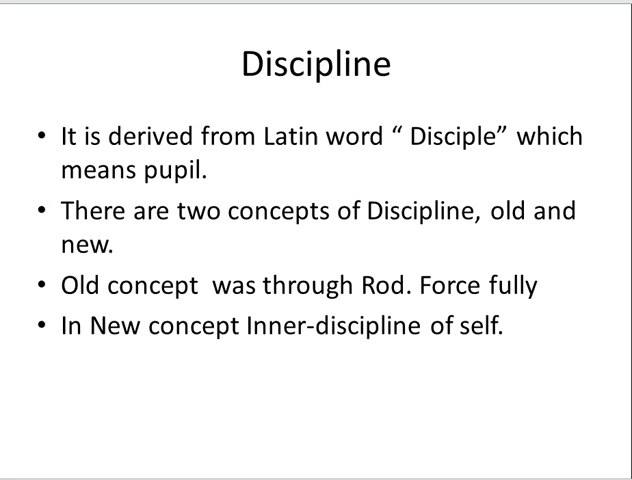 Discipline
• It is derived from Latin word “ Disciple” which
means pupil.
• There are two concepts of Discipline, old and
new.
• Old concept  was through Rod. Force fully
• In New concept Inner-discipline of self.